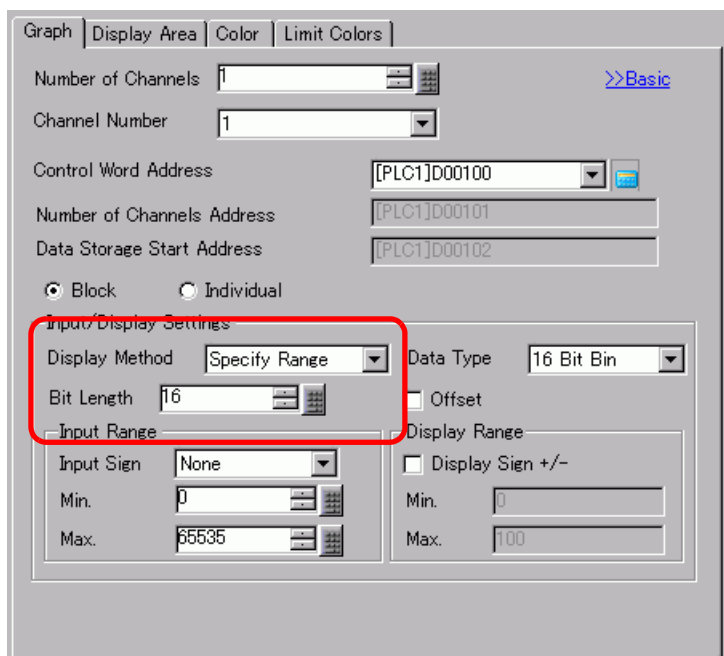 Graph Display Area Color Limit Colors
Number of Channels 1 >>Basic
Channel Number 1
Control Word Address [PLC1]D00100
Number of Channels Address [PLC1]D00101
Data Storage Start Address [PLC1]D00102
Block Individual
Input/Display Settings
Display Method Specify Range Data Type 16 Bit Bin
Bit Length 16 Offset
Input Range Display Range
Input Sign None Display Sign +/-
Min. 0 Min. 0
Max. 65535 Max. 100